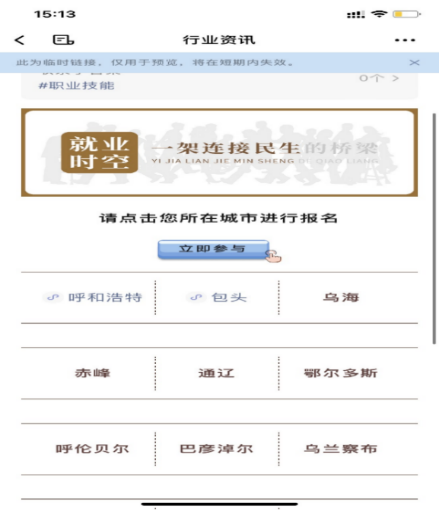 15:13
行业资讯
此为临时链接，仅用于预览，将在短期内失效。
#职业技能
0个
就业
时空
一架连接民生的桥梁
YI JIA LIAN JIE MIN SHENG DE QIAO LIANG
请点击您所在城市进行报名
立即参与
呼和浩特 包头 乌海
赤峰 通辽 鄂尔多斯
呼伦贝尔 巴彦淖尔 乌兰察布